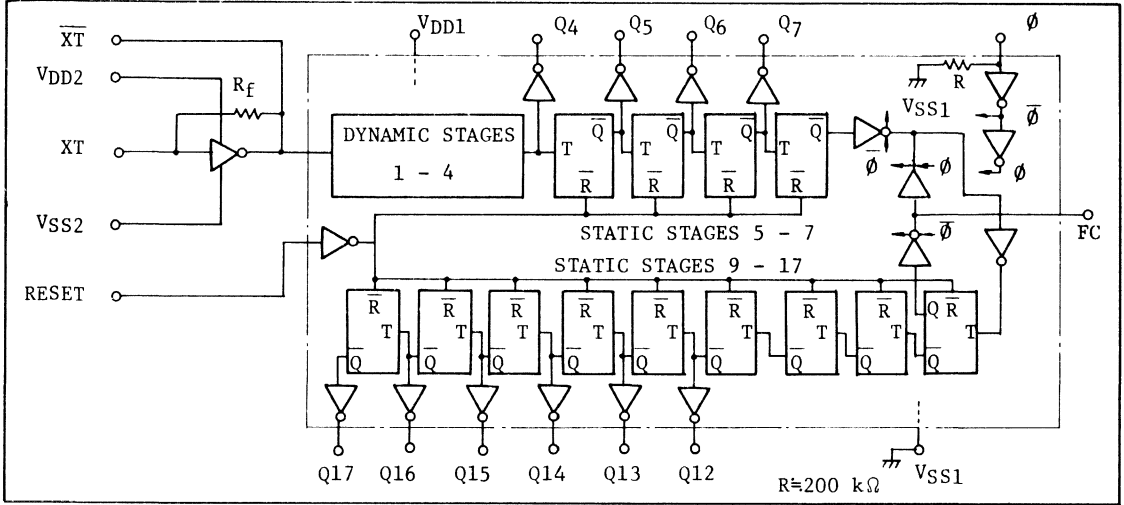 X̅T̅ VDD1 Q4 Q5 Q6 Q7 ø
VDD2 Rf R VSS1 ø̅
XT DYNAMIC STAGES
1 - 4
T Q̅ R̅ T Q̅ R̅ T Q̅ R̅ T Q̅ R̅ ø̅ ø ø
VSS2
STATIC STAGES 5 - 7 ø̅ FC
STATIC STAGES 9 - 17
RESET
R̅ R̅ R̅ R̅ R̅ R̅ R̅ R̅ Q R̅
T T T T T T T T T
Q̅ Q̅ Q̅ Q̅ Q̅ Q̅ Q̅ Q̅ Q̅
Q17 Q16 Q15 Q14 Q13 Q12 VSS1
R≒200 kΩ